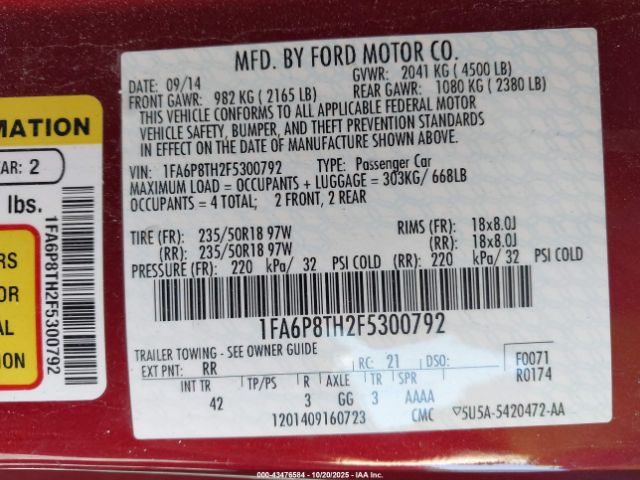 MFD. BY FORD MOTOR CO.
DATE: 09/14 GVWR: 2041 KG (4500 LB)
FRONT GAWR: 982 KG (2165 LB) REAR GAWR: 1080 KG (2380 LB)
THIS VEHICLE CONFORMS TO ALL APPLICABLE FEDERAL MOTOR
VEHICLE SAFETY, BUMPER, AND THEFT PREVENTION STANDARDS
IN EFFECT ON THE DATE OF MANUFACTURE SHOWN ABOVE.
VIN: 1FA6P8TH2F5300792 TYPE: Passenger Car
MAXIMUM LOAD = OCCUPANTS + LUGGAGE = 303KG/ 668LB
OCCUPANTS = 4 TOTAL; 2 FRONT, 2 REAR
TIRE (FR): 235/50R18 97W RIMS (FR): 18x8.0J
(RR): 235/50R18 97W (RR): 18x8.0J
PRESSURE (FR): 220 kPa/ 32 PSI COLD (RR): 220 kPa/ 32 PSI COLD
1FA6P8TH2F5300792
TRAILER TOWING - SEE OWNER GUIDE
EXT PNT: RR RC: 21 DSO: F0071
R0174
INT TR TP/PS R AXLE TR SPR
42 3 GG 3 AAAA
1201409160723 CMC ▽5U5A-5420472-AA
MATION
AR: 2
lbs.
RS
OR
AL
TION
1FA6P8TH2F5300792
000-43476584 - 10/20/2025 - IAA Inc.